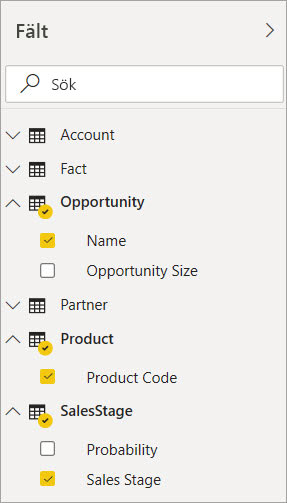 Fält
Sök
Account
Fact
Opportunity
Name
Opportunity Size
Partner
Product
Product Code
SalesStage
Probability
Sales Stage